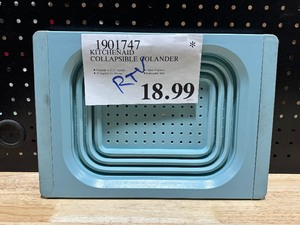 1901747 *
KITCHENAID
COLLAPSIBLE COLANDER
RTV
18.99